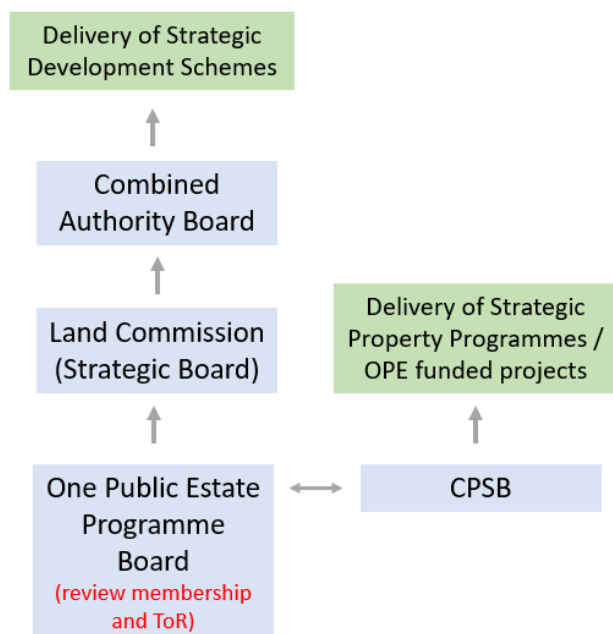 Delivery of Strategic
Development Schemes
Combined
Authority Board
Land Commission
(Strategic Board)
Delivery of Strategic
Property Programmes /
OPE funded projects
One Public Estate
Programme
Board
(review membership
and ToR)
CPSB